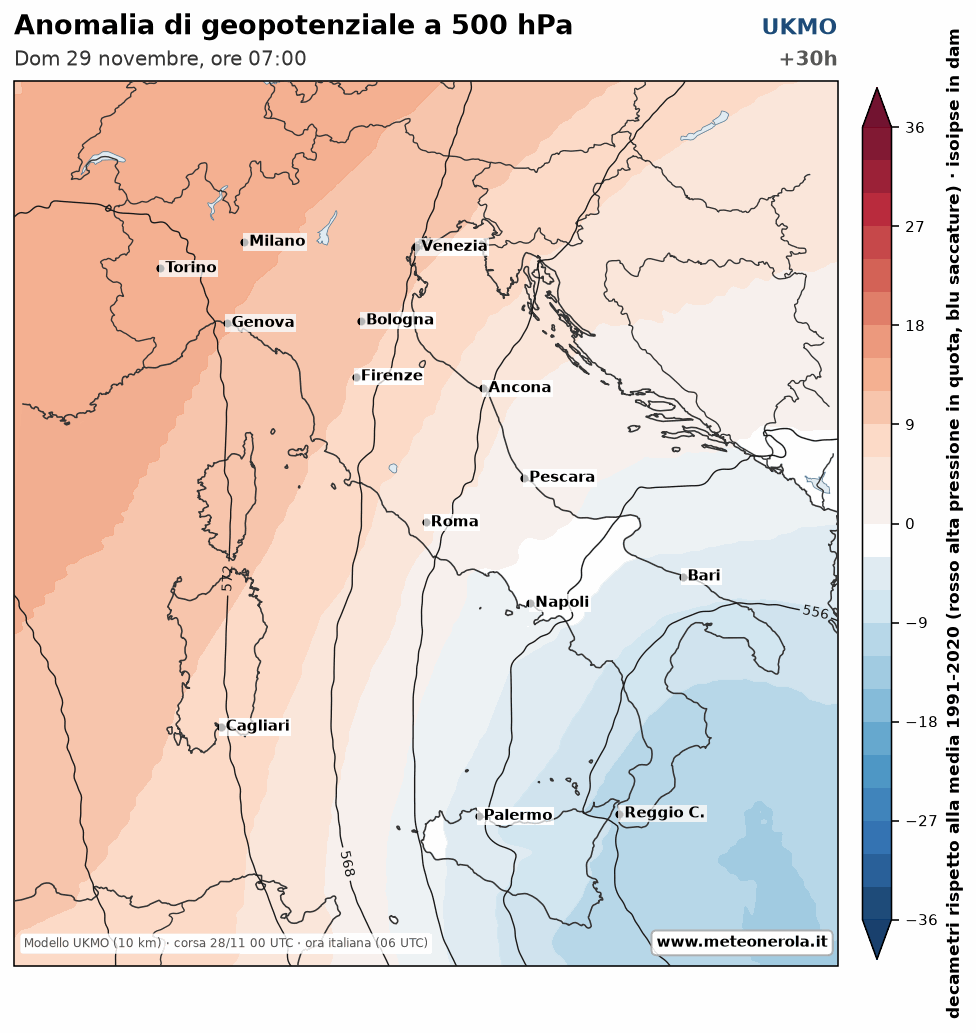 Anomalia di geopotenziale a 500 hPa
UKMO
Dom 29 novembre, ore 07:00
+30h
Milano
Venezia
Torino
Genova
Bologna
Firenze
Ancona
Pescara
Roma
Bari
Napoli
572
556
Cagliari
Palermo
Reggio C.
568
Modello UKMO (10 km) · corsa 28/11 00 UTC · ora italiana (06 UTC)
www.meteonerola.it
36
27
18
9
0
−9
−18
−27
−36
decametri rispetto alla media 1991-2020 (rosso alta pressione in quota, blu saccature) · isoipse in dam